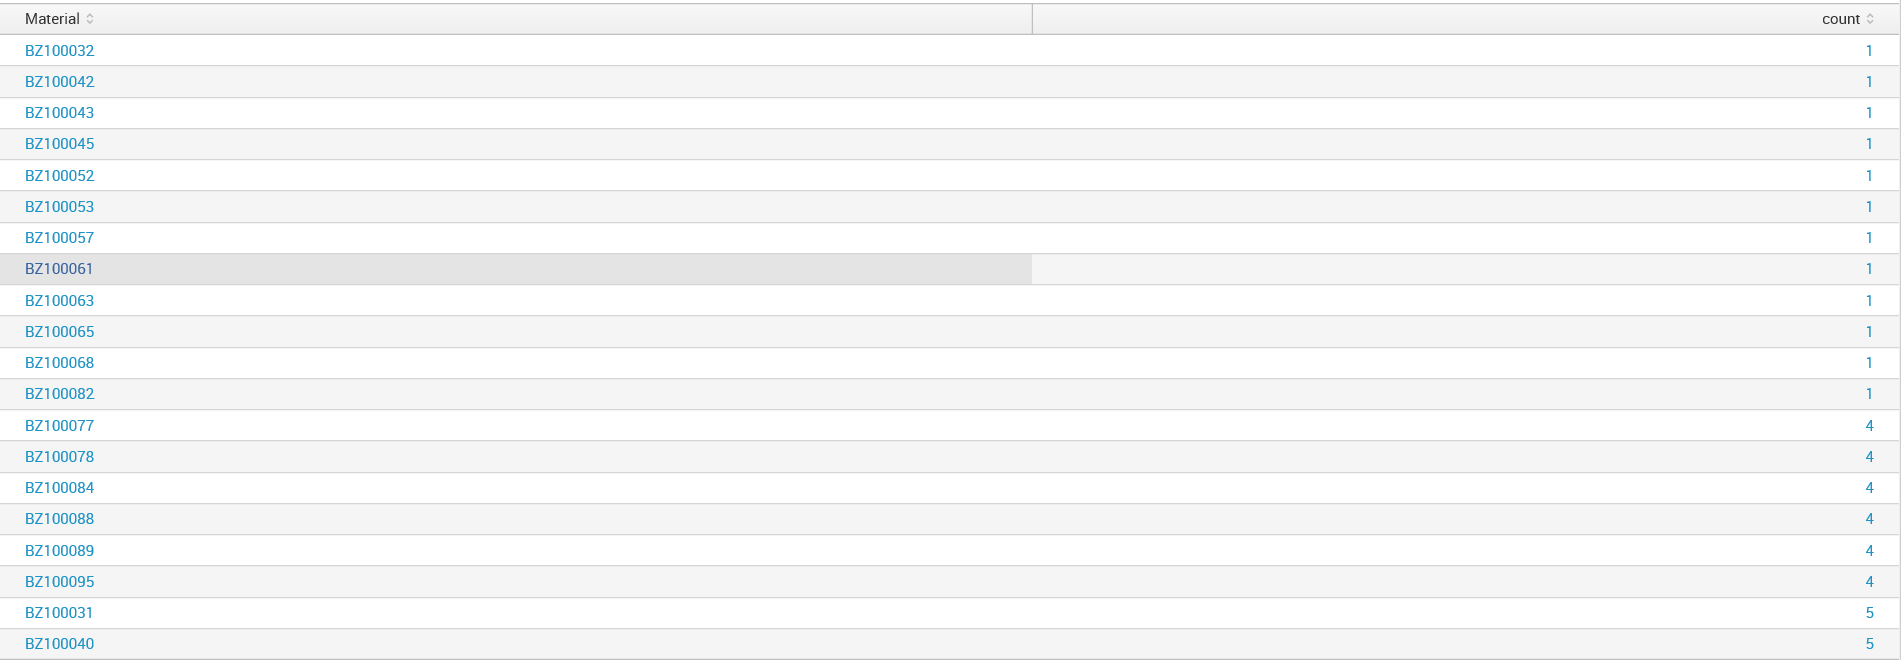 Material count
BZ100032 1
BZ100042 1
BZ100043 1
BZ100045 1
BZ100052 1
BZ100053 1
BZ100057 1
BZ100061 1
BZ100063 1
BZ100065 1
BZ100068 1
BZ100082 1
BZ100077 4
BZ100078 4
BZ100084 4
BZ100088 4
BZ100089 4
BZ100095 4
BZ100031 5
BZ100040 5